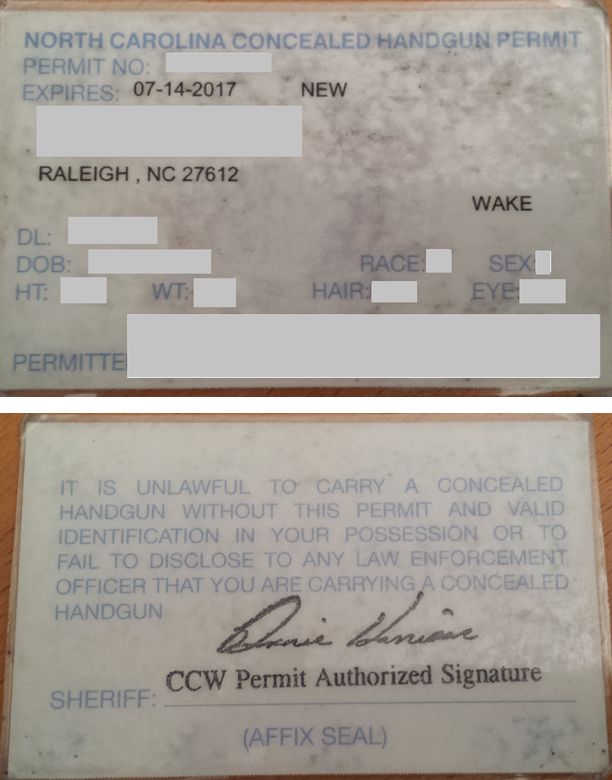 NORTH CAROLINA CONCEALED HANDGUN PERMIT
PERMIT NO:
EXPIRES: 07-14-2017 NEW
RALEIGH , NC 27612
WAKE
DL:
DOB: RACE: SEX:
HT: WT: HAIR: EYE:
PERMITTE
IT IS UNLAWFUL TO CARRY A CONCEALED
HANDGUN WITHOUT THIS PERMIT AND VALID
IDENTIFICATION IN YOUR POSSESSION OR TO
FAIL TO DISCLOSE TO ANY LAW ENFORCEMENT
OFFICER THAT YOU ARE CARRYING A CONCEALED
HANDGUN
CCW Permit Authorized Signature
SHERIFF:
(AFFIX SEAL)